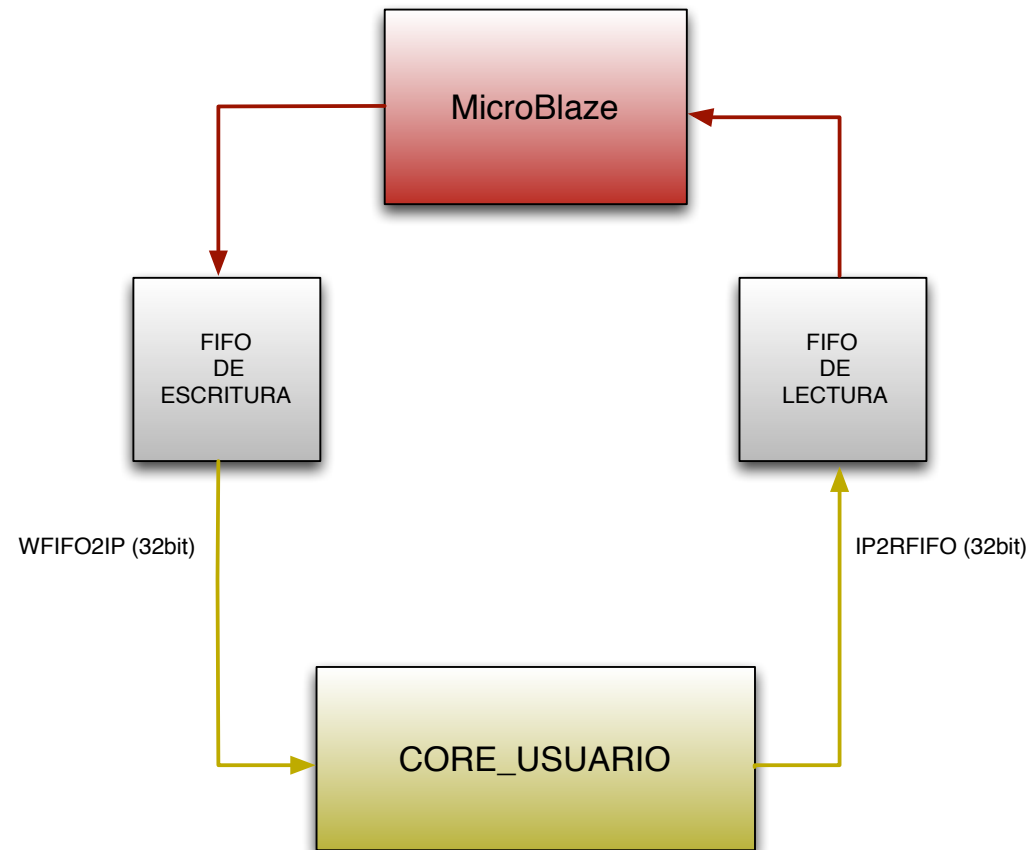 MicroBlaze
FIFO
DE
ESCRITURA
FIFO
DE
LECTURA
WFIFO2IP (32bit)
IP2RFIFO (32bit)
CORE_USUARIO